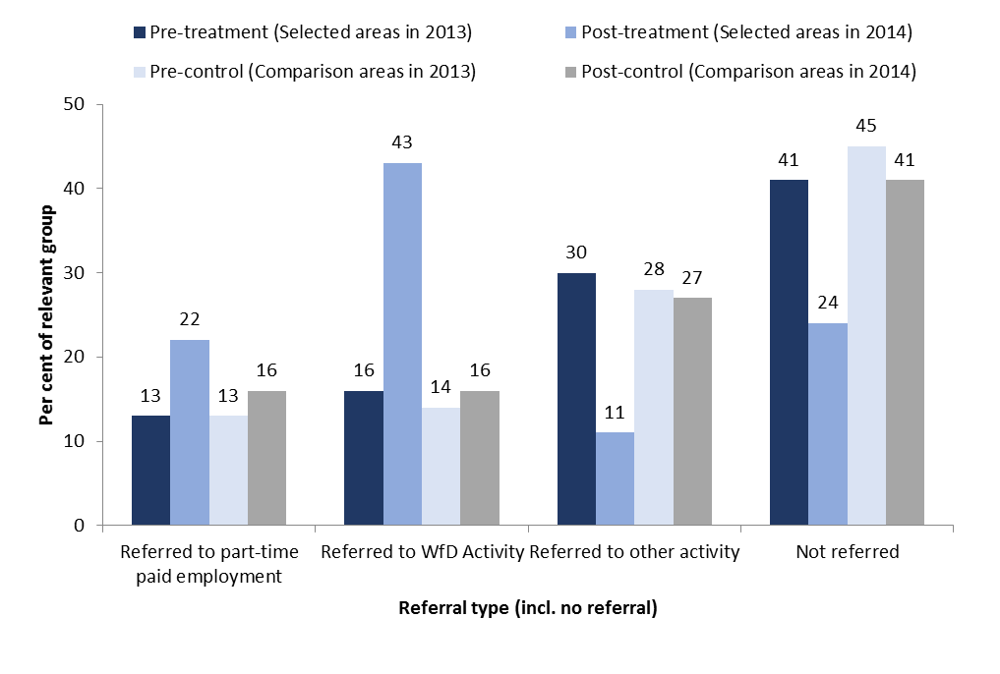 Pre-treatment (Selected areas in 2013)
Post-treatment (Selected areas in 2014)
Pre-control (Comparison areas in 2013)
Post-control (Comparison areas in 2014)
50
40
30
20
10
0
Per cent of relevant group
13
22
13
16
16
43
14
16
30
11
28
27
41
24
45
41
Referred to part-time
paid employment
Referred to WfD Activity
Referred to other activity
Not referred
Referral type (incl. no referral)